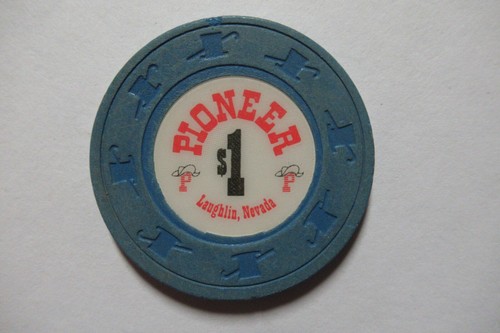 PIONEER
$1
P P
Laughlin, Nevada